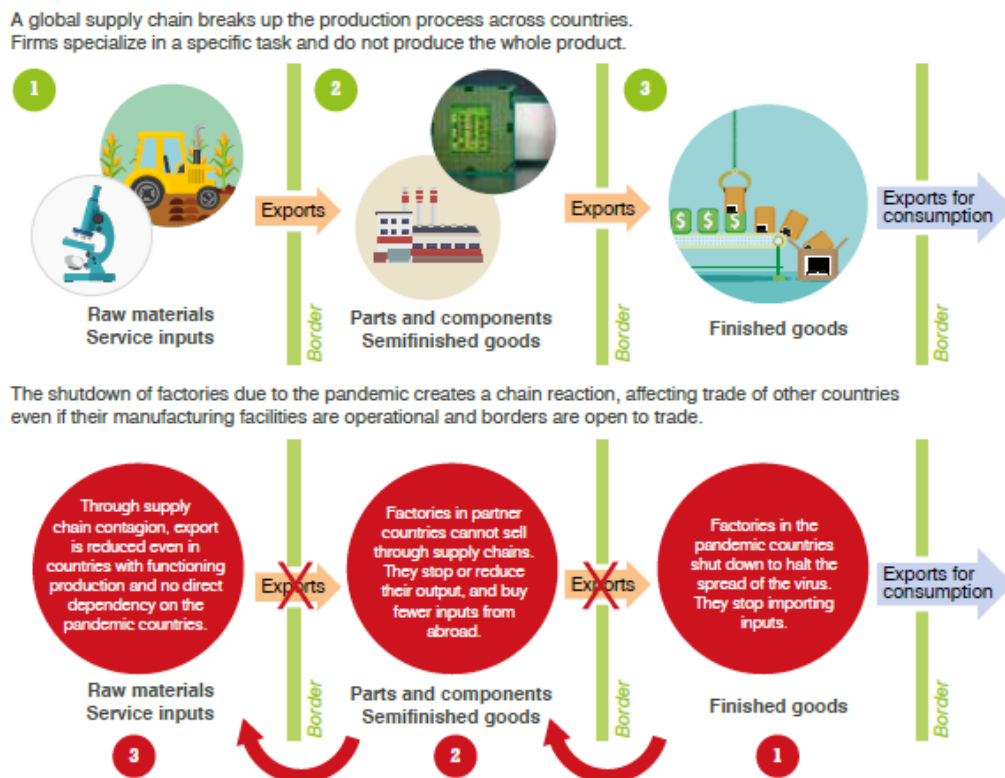 A global supply chain breaks up the production process across countries.
Firms specialize in a specific task and do not produce the whole product.
1
2
3
Exports
Exports
Exports for
consumption
$ $ $
Raw materials
Service inputs
Border
Parts and components
Semifinished goods
Border
Finished goods
Border
The shutdown of factories due to the pandemic creates a chain reaction, affecting trade of other countries
even if their manufacturing facilities are operational and borders are open to trade.
Through supply
chain contagion, export
is reduced even in
countries with functioning
production and no direct
dependency on the
pandemic countries.
Exports
Factories in partner
countries cannot sell
through supply chains.
They stop or reduce
their output, and buy
fewer inputs from
abroad.
Exports
Factories in the
pandemic countries
shut down to halt the
spread of the virus.
They stop importing
inputs.
Exports for
consumption
Raw materials
Service inputs
Border
Parts and components
Semifinished goods
Border
Finished goods
Border
3
2
1